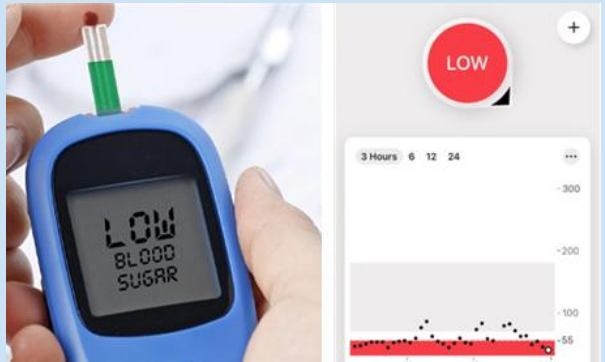 LOW
BLOOD
SUGAR
LOW
+
3 Hours 6 12 24
...
300
200
100
55